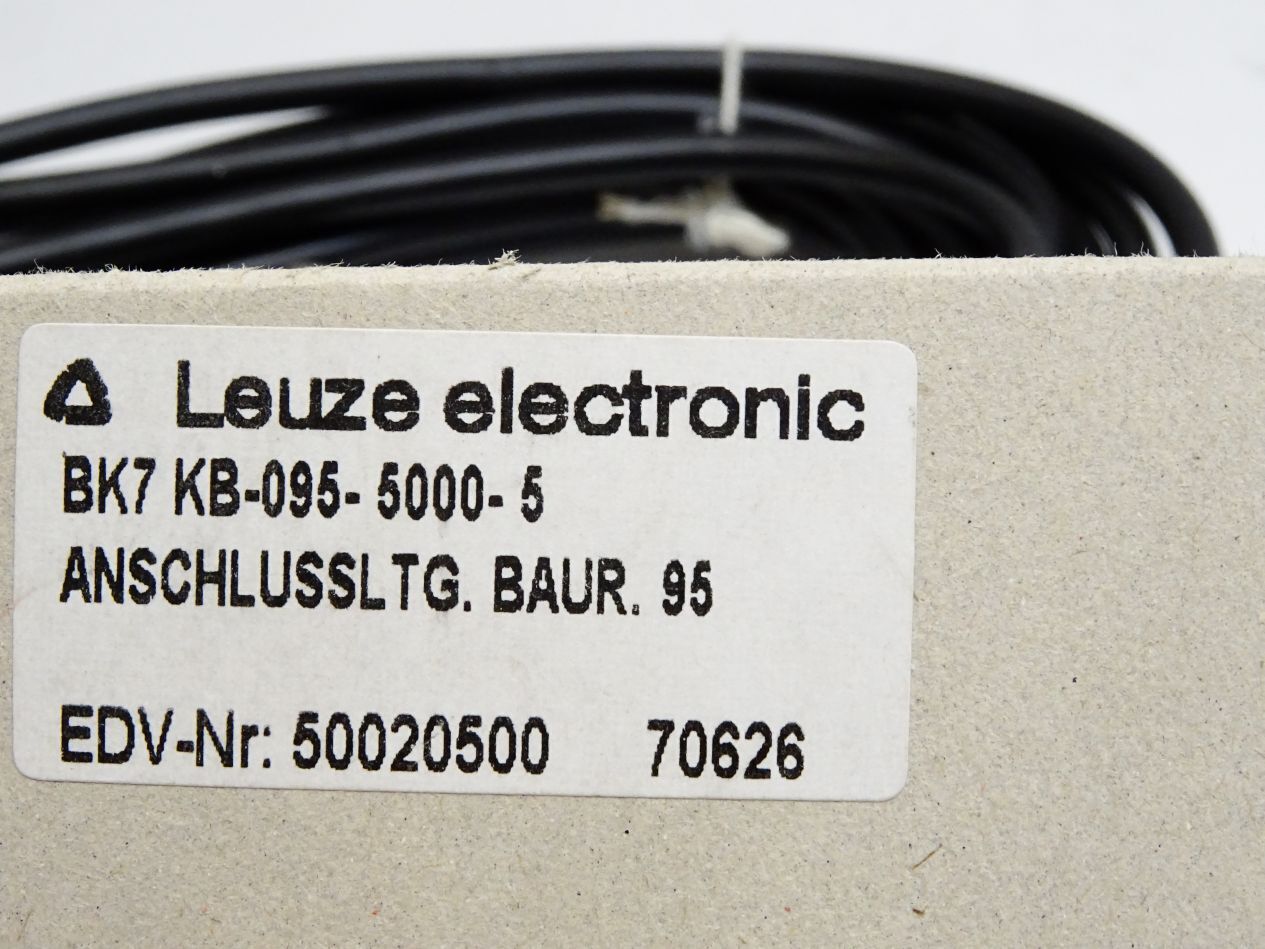 Leuze electronic
BK7 KB-095- 5000- 5
ANSCHLUSSLTG. BAUR. 95
EDV-Nr: 50020500 70626